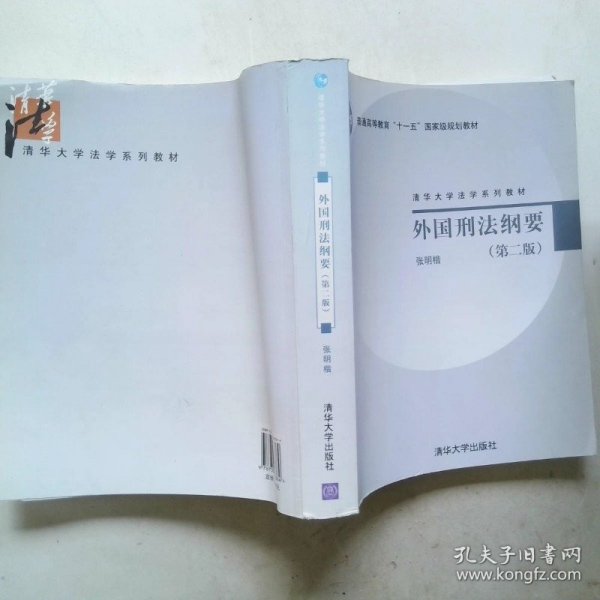 清华
法学
清华大学法学系列教材
外国刑法纲要(第二版)
张明楷
清华大学出版社
普通高等教育“十一五”国家级规划教材
清华大学法学系列教材
外国刑法纲要
(第二版)
张明楷
清华大学出版社
孔夫子旧书网
www.kongfz.com